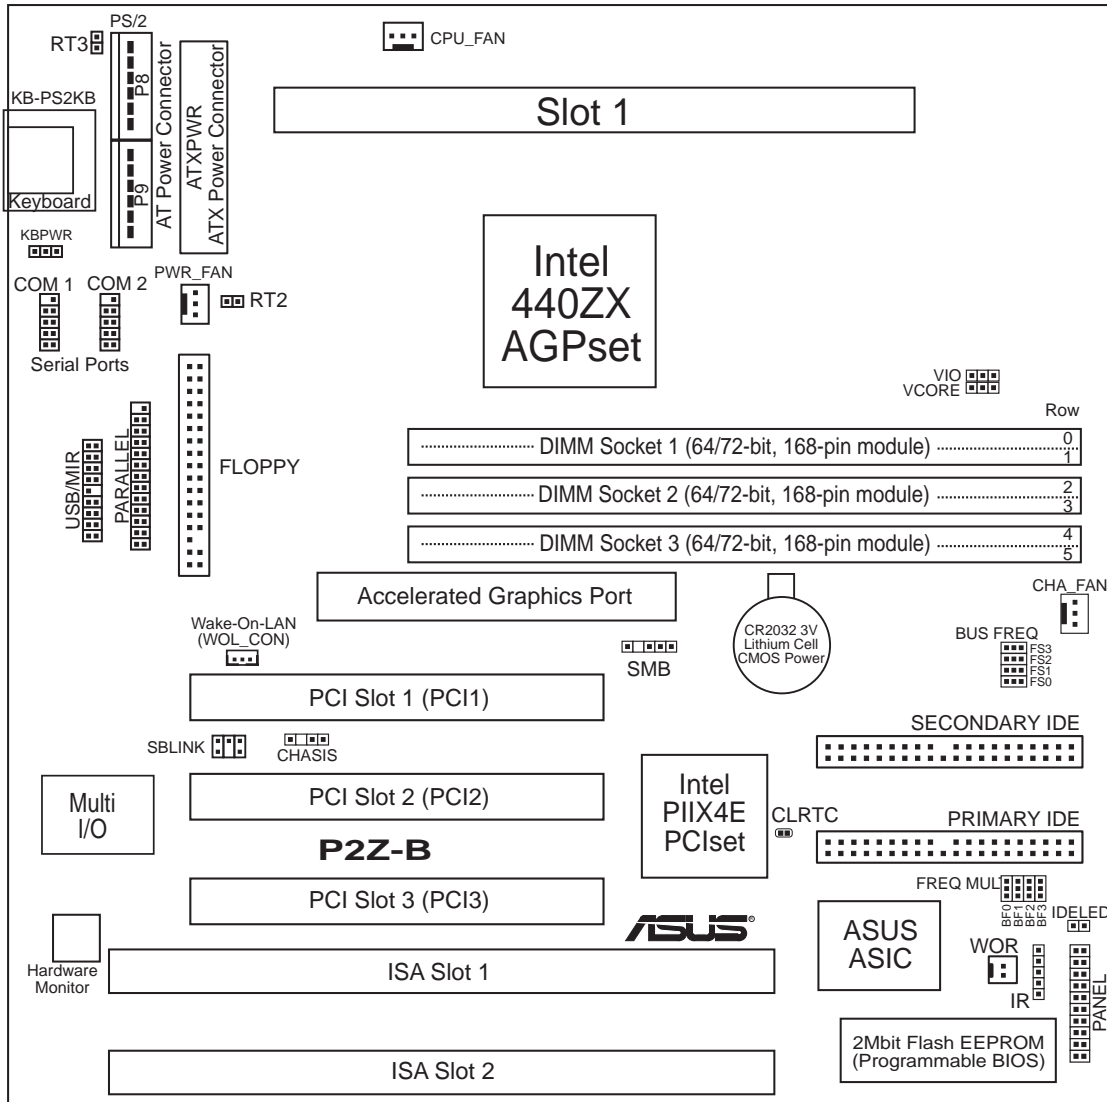 PS/2
RT3
CPU_FAN
KB-PS2KB
P8
P9
AT Power Connector
ATXPWR
ATX Power Connector
Slot 1
Keyboard
KBPWR
COM 1
COM 2
Serial Ports
PWR_FAN
RT2
Intel
440ZX
AGPset
VIO
VCORE
Row
DIMM Socket 1 (64/72-bit, 168-pin module)
0
1
DIMM Socket 2 (64/72-bit, 168-pin module)
2
3
DIMM Socket 3 (64/72-bit, 168-pin module)
4
5
USB/MIR
PARALLEL
FLOPPY
Accelerated Graphics Port
CHA_FAN
Wake-On-LAN
(WOL_CON)
SMB
CR2032 3V
Lithium Cell
CMOS Power
BUS FREQ
FS3
FS2
FS1
FS0
PCI Slot 1 (PCI1)
SBLINK
CHASIS
SECONDARY IDE
Multi
I/O
PCI Slot 2 (PCI2)
Intel
PIIX4E
PCIset
CLRTC
PRIMARY IDE
P2Z-B
PCI Slot 3 (PCI3)
FREQ MULT
BF0
BF1
BF2
BF3
IDELED
ASUS®
ASUS
ASIC
WOR
IR
PANEL
Hardware
Monitor
ISA Slot 1
2Mbit Flash EEPROM
(Programmable BIOS)
ISA Slot 2